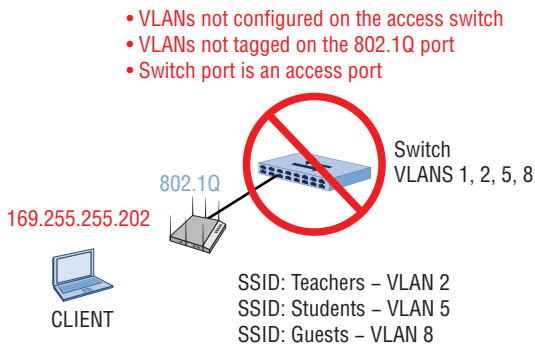 • VLANs not configured on the access switch
• VLANs not tagged on the 802.1Q port
• Switch port is an access port
Switch
VLANS 1, 2, 5, 8
802.1Q
169.255.255.202
CLIENT
SSID: Teachers – VLAN 2
SSID: Students – VLAN 5
SSID: Guests – VLAN 8